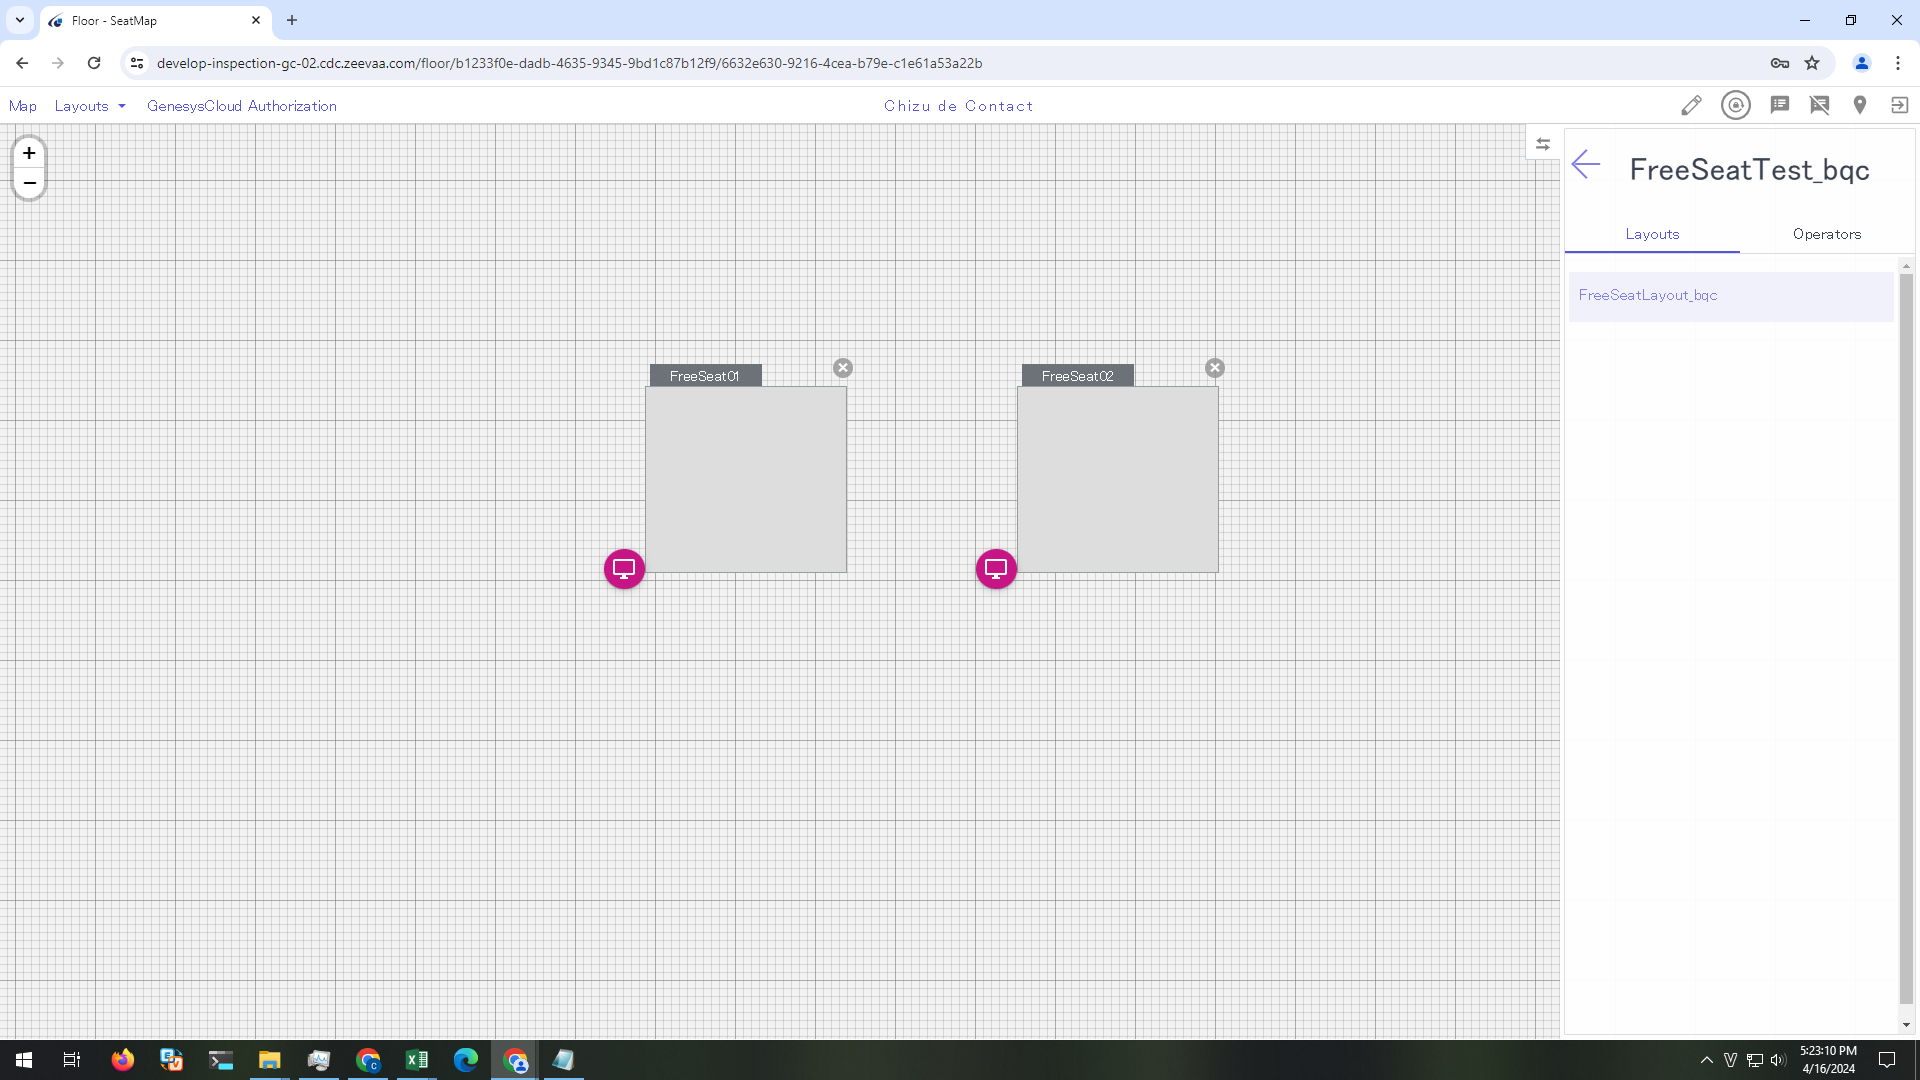 Floor - SeatMap
develop-inspection-gc-02.cdc.zeevaa.com/floor/b1233f0e-dadb-4635-9345-9bd1c87b12f9/6632e630-9216-4cea-b79e-c1e61a53a22b
Map Layouts GenesysCloud Authorization Chizu de Contact
+
−
FreeSeatTest_bqc
Layouts Operators
FreeSeatLayout_bqc
FreeSeat01 FreeSeat02
5:23:10 PM
4/16/2024